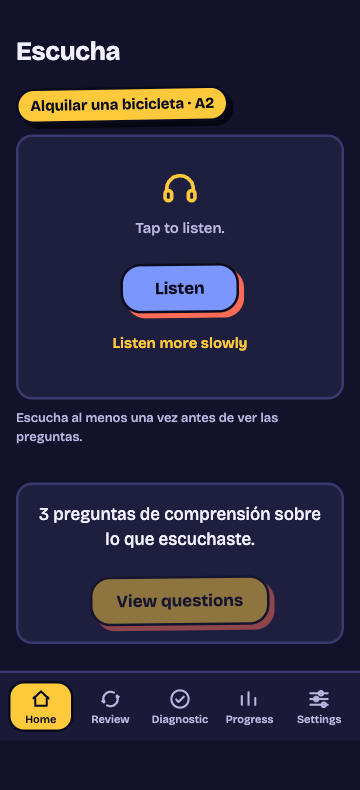 Escucha
Alquilar una bicicleta · A2
Tap to listen.
Listen
Listen more slowly
Escucha al menos una vez antes de ver las
preguntas.
3 preguntas de comprensión sobre
lo que escuchaste.
View questions
Home
Review
Diagnostic
Progress
Settings